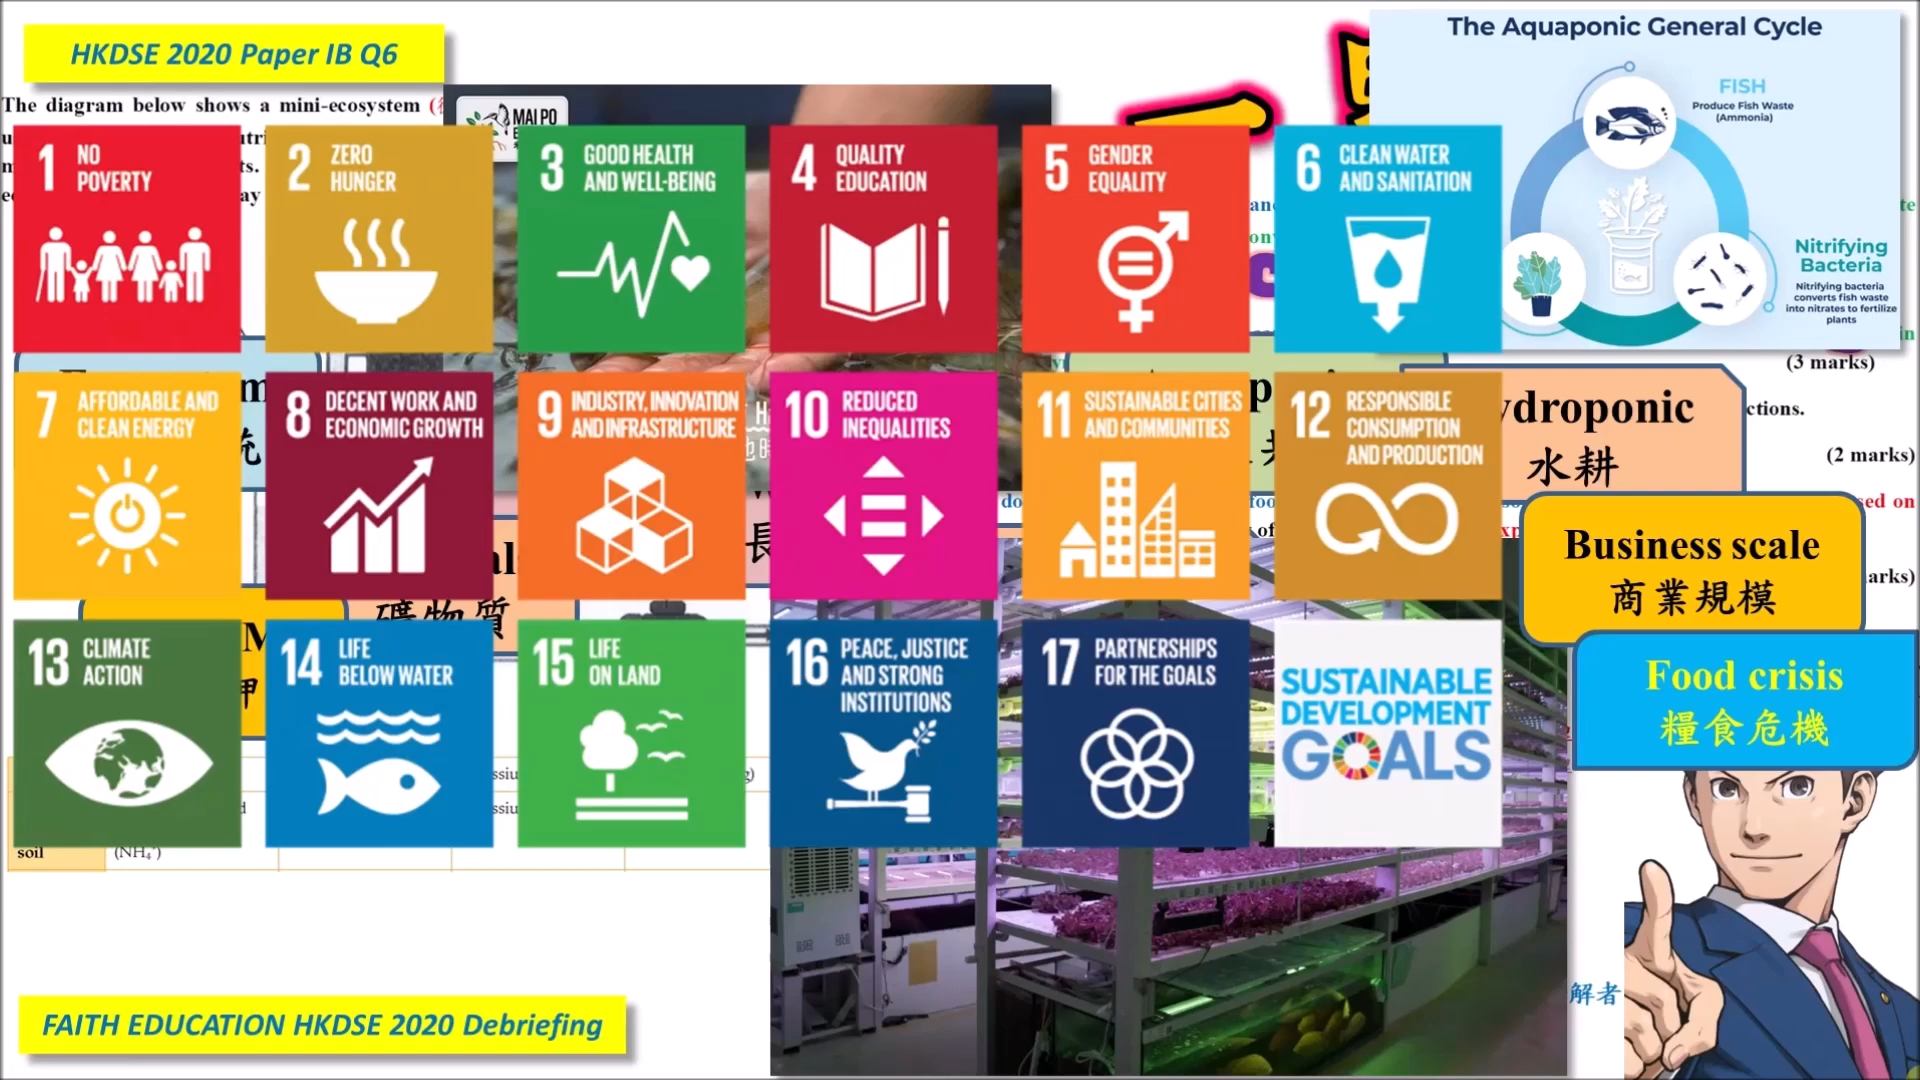 HKDSE 2020 Paper IB Q6
The diagram below shows a mini-ecosystem
MAI PO
The Aquaponic General Cycle
FISH
Produce Fish Waste
(Ammonia)
Nitrifying
Bacteria
Nitrifying bacteria
converts fish waste
into nitrates to fertilize
plants
1 NO
POVERTY
2 ZERO
HUNGER
3 GOOD HEALTH
AND WELL-BEING
4 QUALITY
EDUCATION
5 GENDER
EQUALITY
6 CLEAN WATER
AND SANITATION
(3 marks)
7 AFFORDABLE AND
CLEAN ENERGY
8 DECENT WORK AND
ECONOMIC GROWTH
9 INDUSTRY, INNOVATION
AND INFRASTRUCTURE
10 REDUCED
INEQUALITIES
11 SUSTAINABLE CITIES
AND COMMUNITIES
12 RESPONSIBLE
CONSUMPTION
AND PRODUCTION
ydroponic
水耕
ctions.
(2 marks)
sed on
Business scale
商業規模
arks)
礦物質
13 CLIMATE
ACTION
14 LIFE
BELOW WATER
15 LIFE
ON LAND
16 PEACE, JUSTICE
AND STRONG
INSTITUTIONS
17 PARTNERSHIPS
FOR THE GOALS
SUSTAINABLE
DEVELOPMENT
GOALS
Food crisis
糧食危機
soil
(NH₄⁺)
解者
FAITH EDUCATION HKDSE 2020 Debriefing